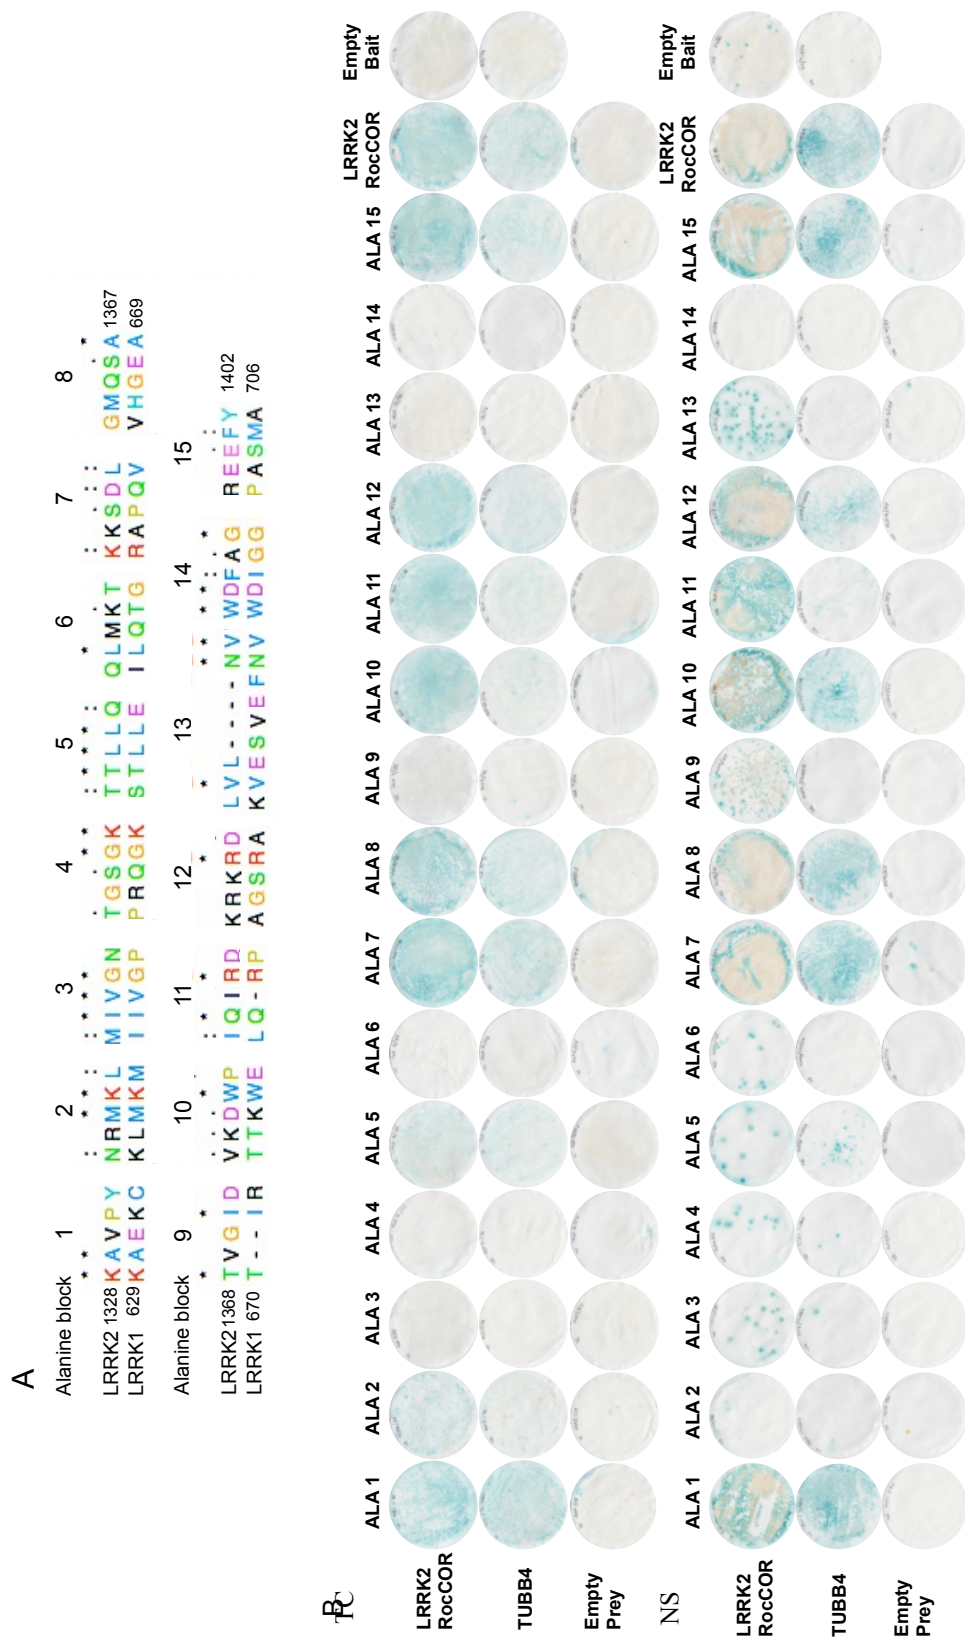 A
Alanine block 1 2 3 4 5 6 7 8
LRRK2 1328 KAVPY NRMKL MIVGN TGSGK TTLLQ QLMKT KKSDL GMQSA 1367
LRRK1 629 KAEKC KLMKM IIVGP PRQGK STLLE ILQTG RAPQV VHGEA 669
Alanine block 9 10 11 12 13 14 15
LRRK2 1368 TVGID VKDWP IQIRD KRKRD LVL----NV WDFAG REEFY 1402
LRRK1 670 T--IR TTKWE LQ-RP AGSRA KVESVEFNV WDIGG PASMA 706
B
TC
ALA 1 ALA 2 ALA 3 ALA 4 ALA 5 ALA 6 ALA 7 ALA 8 ALA 9 ALA 10 ALA 11 ALA 12 ALA 13 ALA 14 ALA 15 LRRK2 RocCOR Empty Bait
LRRK2
RocCOR
TUBB4
Empty
Prey
NS
ALA 1 ALA 2 ALA 3 ALA 4 ALA 5 ALA 6 ALA 7 ALA 8 ALA 9 ALA 10 ALA 11 ALA 12 ALA 13 ALA 14 ALA 15 LRRK2 RocCOR Empty Bait
LRRK2
RocCOR
TUBB4
Empty
Prey